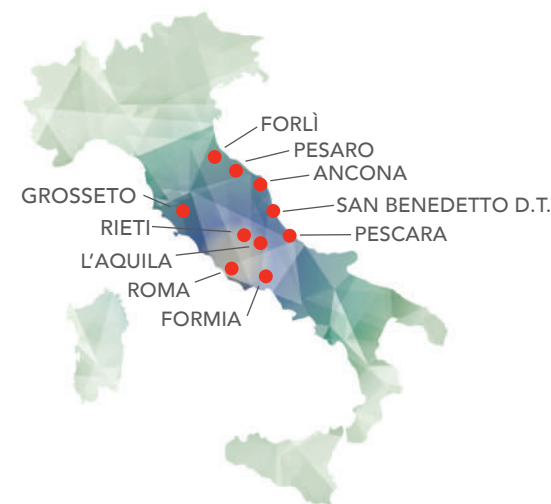 FORLÌ
PESARO
ANCONA
GROSSETO
SAN BENEDETTO D.T.
RIETI
PESCARA
L'AQUILA
ROMA
FORMIA